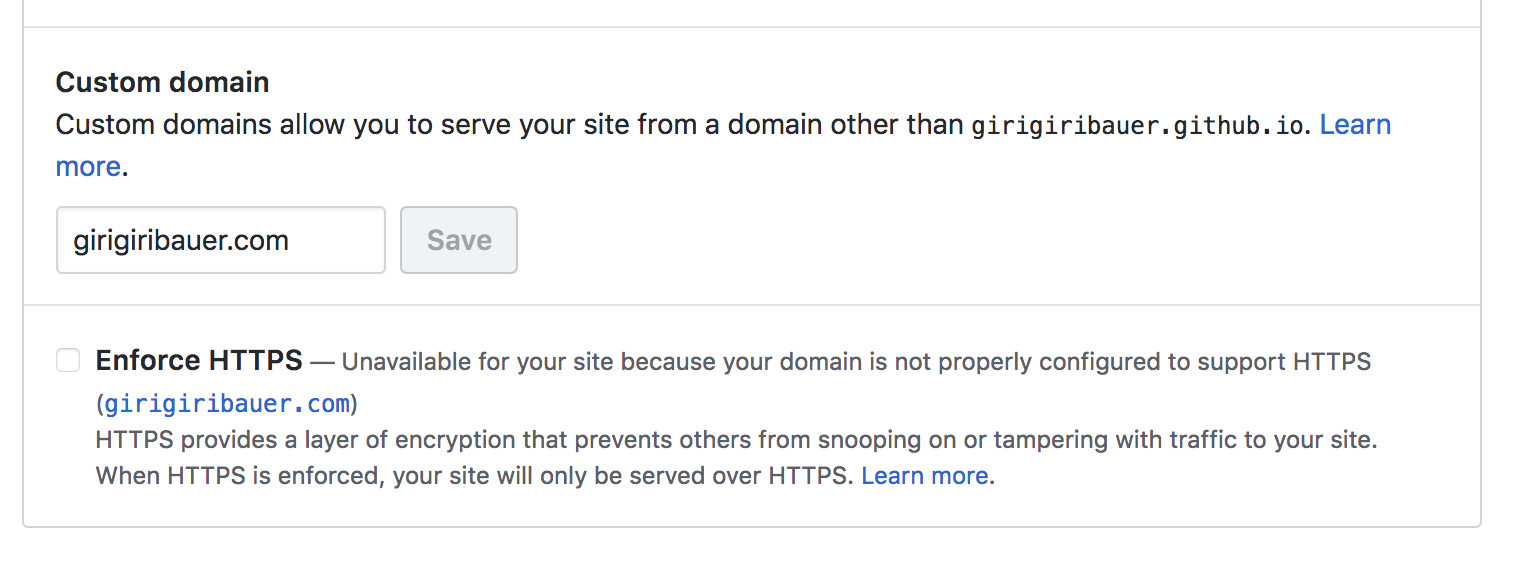 Custom domain
Custom domains allow you to serve your site from a domain other than girigiribauer.github.io. Learn
more.
girigiribauer.com Save
Enforce HTTPS — Unavailable for your site because your domain is not properly configured to support HTTPS
(girigiribauer.com)
HTTPS provides a layer of encryption that prevents others from snooping on or tampering with traffic to your site.
When HTTPS is enforced, your site will only be served over HTTPS. Learn more.